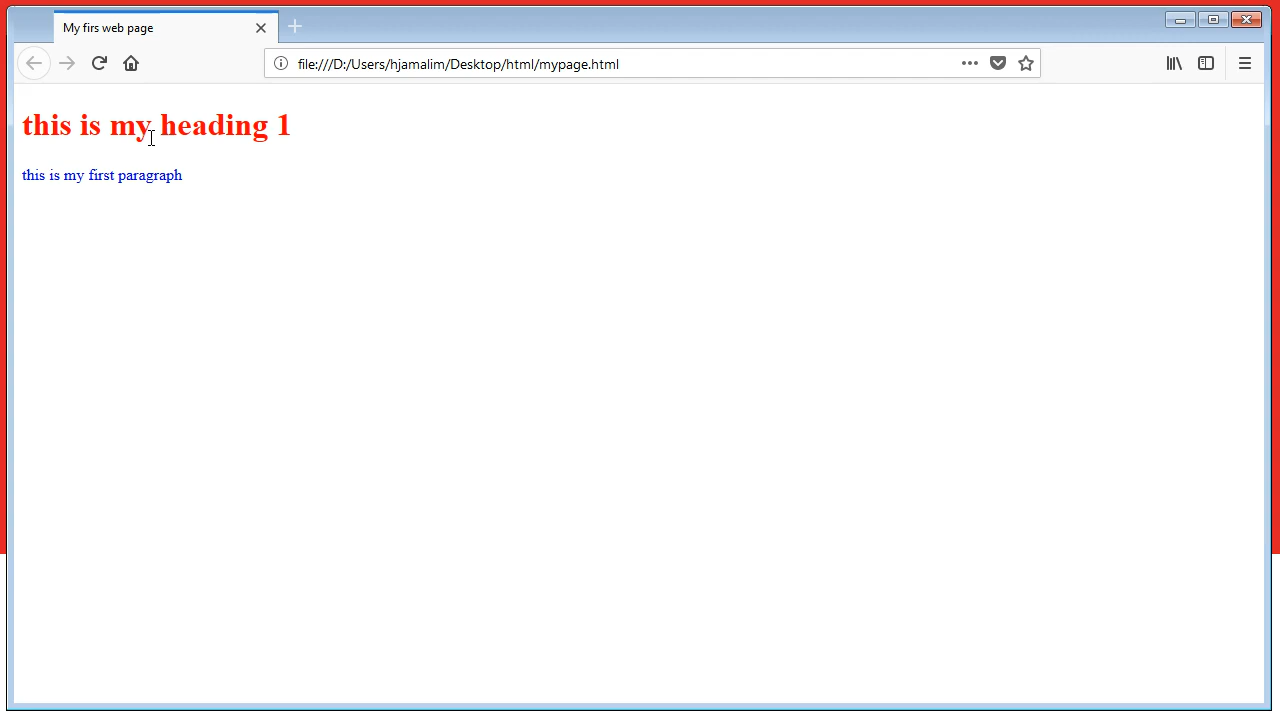 My firs web page
file:///D:/Users/hjamalim/Desktop/html/mypage.html
this is my heading 1
this is my first paragraph